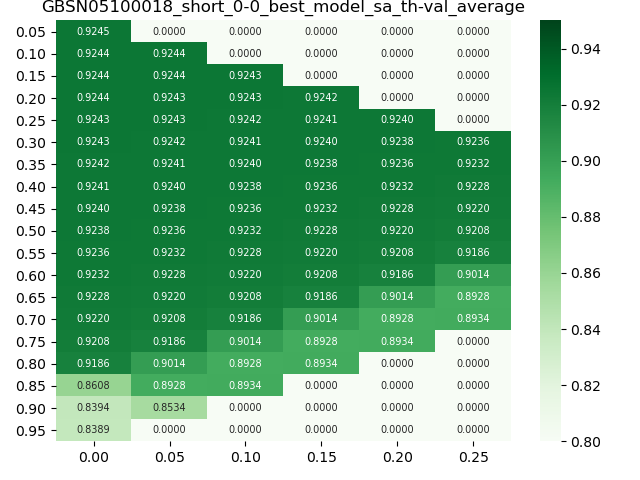 GBSN05100018_short_0-0_best_model_sa_th-val_average
0.05 0.9245 0.0000 0.0000 0.0000 0.0000 0.0000
0.10 0.9244 0.9244 0.0000 0.0000 0.0000 0.0000
0.15 0.9244 0.9244 0.9243 0.0000 0.0000 0.0000
0.20 0.9244 0.9243 0.9243 0.9242 0.0000 0.0000
0.25 0.9243 0.9243 0.9242 0.9241 0.9240 0.0000
0.30 0.9243 0.9242 0.9241 0.9240 0.9238 0.9236
0.35 0.9242 0.9241 0.9240 0.9238 0.9236 0.9232
0.40 0.9241 0.9240 0.9238 0.9236 0.9232 0.9228
0.45 0.9240 0.9238 0.9236 0.9232 0.9228 0.9220
0.50 0.9238 0.9236 0.9232 0.9228 0.9220 0.9208
0.55 0.9236 0.9232 0.9228 0.9220 0.9208 0.9186
0.60 0.9232 0.9228 0.9220 0.9208 0.9186 0.9014
0.65 0.9228 0.9220 0.9208 0.9186 0.9014 0.8928
0.70 0.9220 0.9208 0.9186 0.9014 0.8928 0.8934
0.75 0.9208 0.9186 0.9014 0.8928 0.8934 0.0000
0.80 0.9186 0.9014 0.8928 0.8934 0.0000 0.0000
0.85 0.8608 0.8928 0.8934 0.0000 0.0000 0.0000
0.90 0.8394 0.8534 0.0000 0.0000 0.0000 0.0000
0.95 0.8389 0.0000 0.0000 0.0000 0.0000 0.0000
0.00 0.05 0.10 0.15 0.20 0.25
0.94
0.92
0.90
0.88
0.86
0.84
0.82
0.80